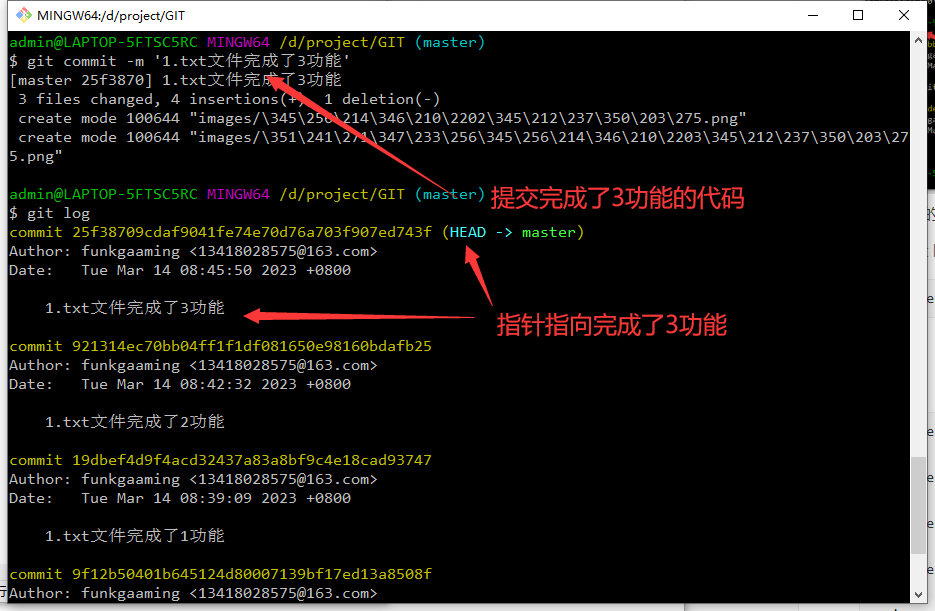 MINGW64:/d/project/GIT
admin@LAPTOP-5FTSC5RC MINGW64 /d/project/GIT (master)
$ git commit -m '1.txt文件完成了3功能'
[master 25f3870] 1.txt文件完成了3功能
3 files changed, 4 insertions(+), 1 deletion(-)
create mode 100644 "images/\345\256\214\346\210\2202\345\212\237\350\203\275.png"
create mode 100644 "images/\351\241\271\347\233\256\345\256\214\346\210\2203\345\212\237\350\203\27
5.png"
admin@LAPTOP-5FTSC5RC MINGW64 /d/project/GIT (master)
提交完成了3功能的代码
$ git log
commit 25f38709cdaf9041fe74e70d76a703f907ed743f (HEAD -> master)
Author: funkgaaming <13418028575@163.com>
Date:   Tue Mar 14 08:45:50 2023 +0800
1.txt文件完成了3功能
指针指向完成了3功能
commit 921314ec70bb04ff1f1df081650e98160bdafb25
Author: funkgaaming <13418028575@163.com>
Date:   Tue Mar 14 08:42:32 2023 +0800
1.txt文件完成了2功能
commit 19dbef4d9f4acd32437a83a8bf9c4e18cad93747
Author: funkgaaming <13418028575@163.com>
Date:   Tue Mar 14 08:39:09 2023 +0800
1.txt文件完成了1功能
commit 9f12b50401b645124d80007139bf17ed13a8508f
Author: funkgaaming <13418028575@163.com>